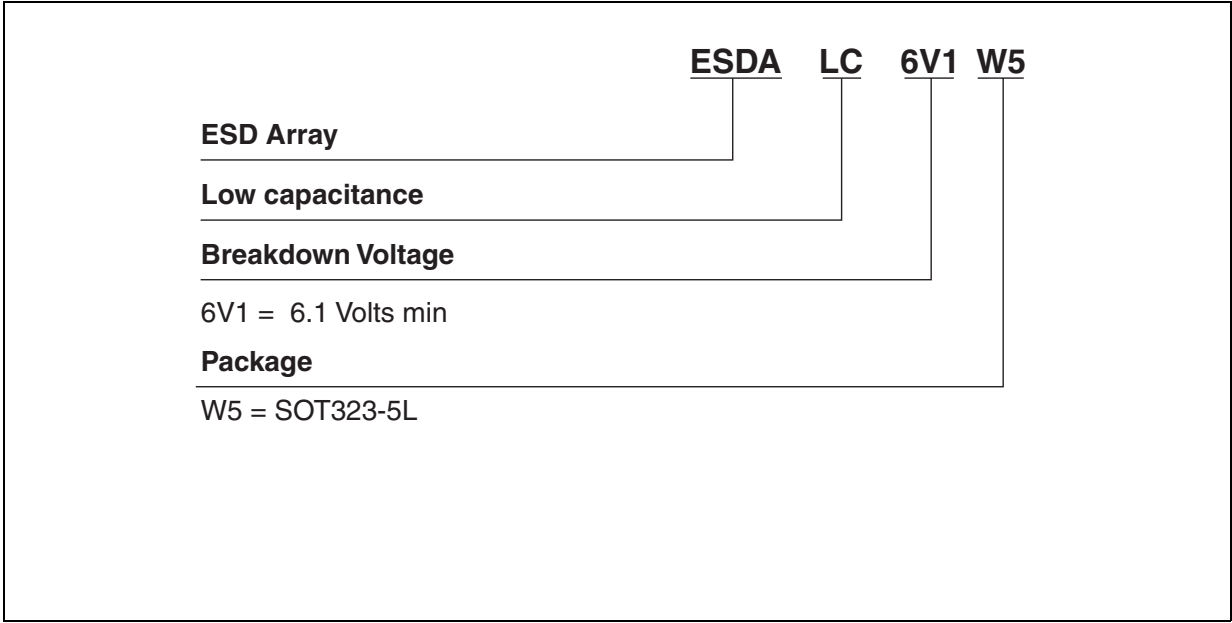 ESDA LC 6V1 W5
ESD Array
Low capacitance
Breakdown Voltage
6V1 = 6.1 Volts min
Package
W5 = SOT323-5L